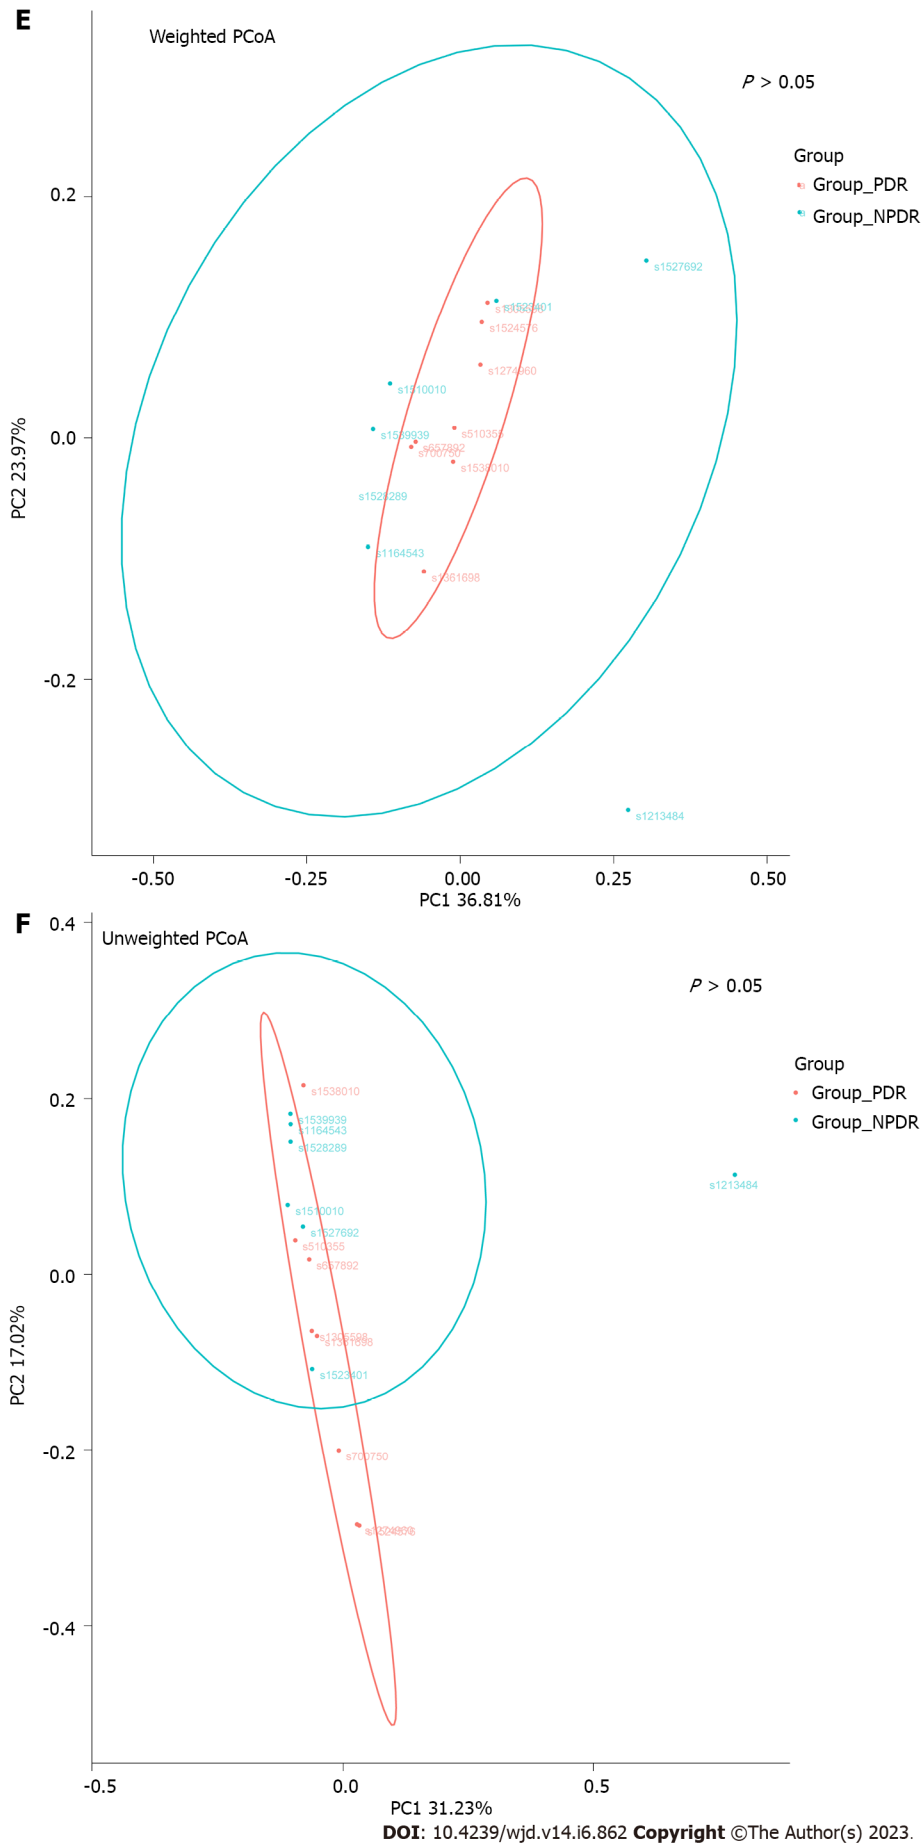 E
Weighted PCoA
P > 0.05
Group
Group_PDR
Group_NPDR
s1527692
s1524576
s1274960
s1510010
s510355
s1539939
s657892
s700750
s1538010
s1528289
s1164543
s1361698
s1213484
0.2
0.0
-0.2
PC2 23.97%
-0.50
-0.25
0.00
0.25
0.50
PC1 36.81%
F
Unweighted PCoA
P > 0.05
Group
Group_PDR
Group_NPDR
s1538010
s1539939
s1164543
s1528289
s1213484
s1510010
s1527692
s510355
s657892
s1523401
s700750
0.4
0.2
0.0
-0.2
-0.4
PC2 17.02%
-0.5
0.0
0.5
PC1 31.23%
DOI: 10.4239/wjd.v14.i6.862 Copyright ©The Author(s) 2023.